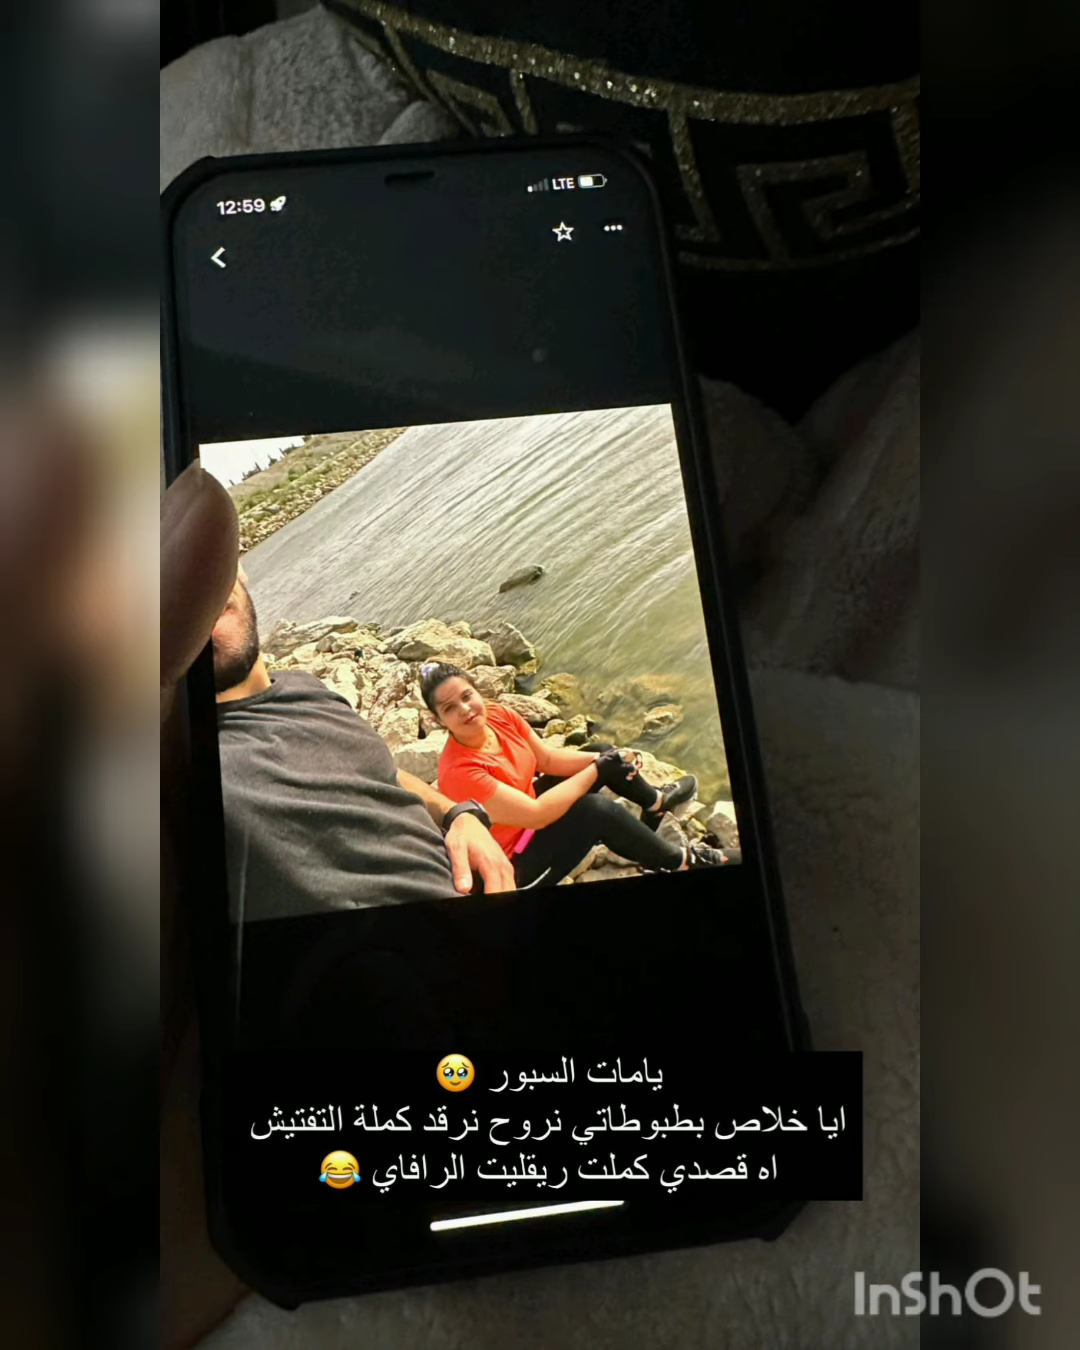 12:59
LTE
يامات السبور 🥹
ايا خلاص بطبوطاتي نروح نرقد كملة التفتيش
اه قصدي كملت ريقليت الرافاي 😂
InShOt